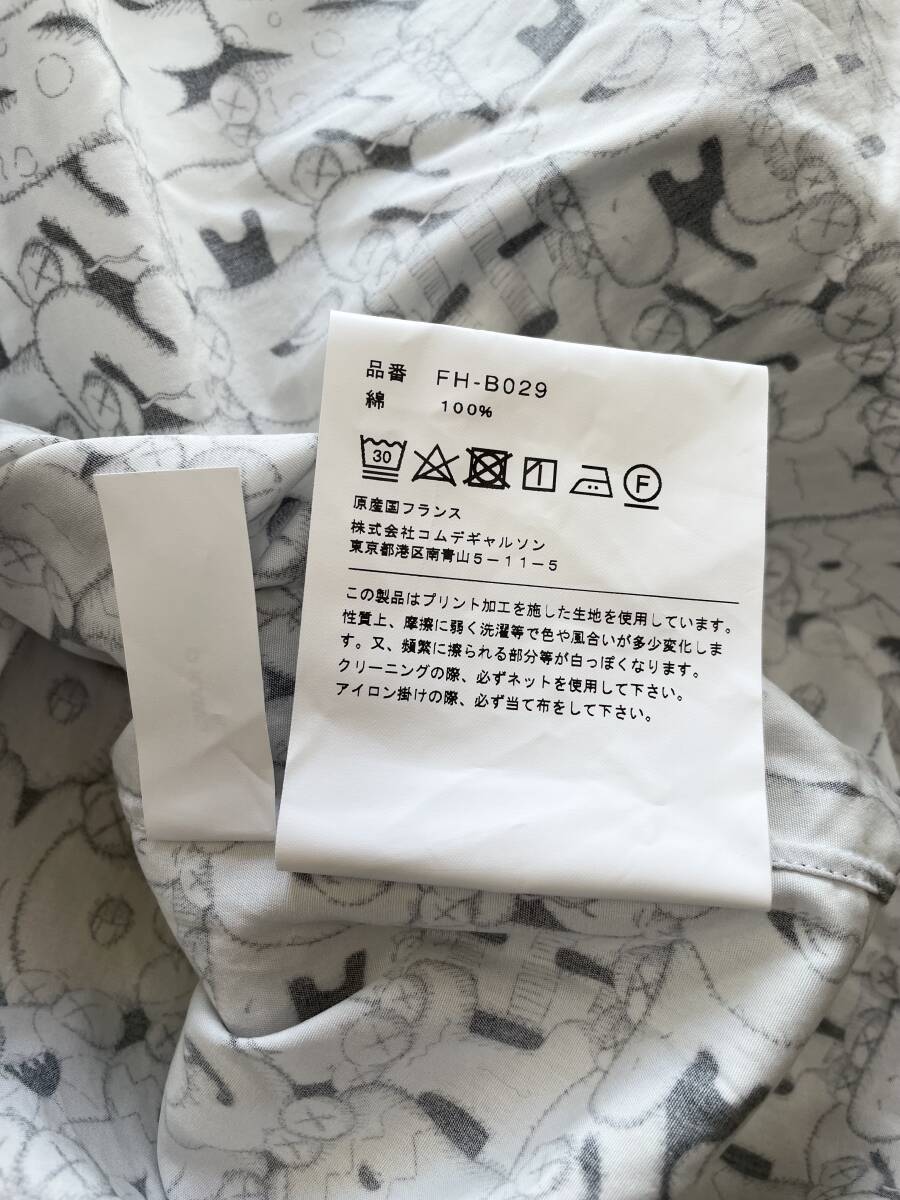 品番 FH-B029
綿 100%
30
F
原産国フランス
株式会社コムデギャルソン
東京都港区南青山5-11-5
この製品はプリント加工を施した生地を使用しています。
性質上、摩擦に弱く洗濯等で色や風合いが多少変化しま
す。又、頻繁に擦られる部分等が白っぽくなります。
クリーニングの際、必ずネットを使用して下さい。
アイロン掛けの際、必ず当て布をして下さい。